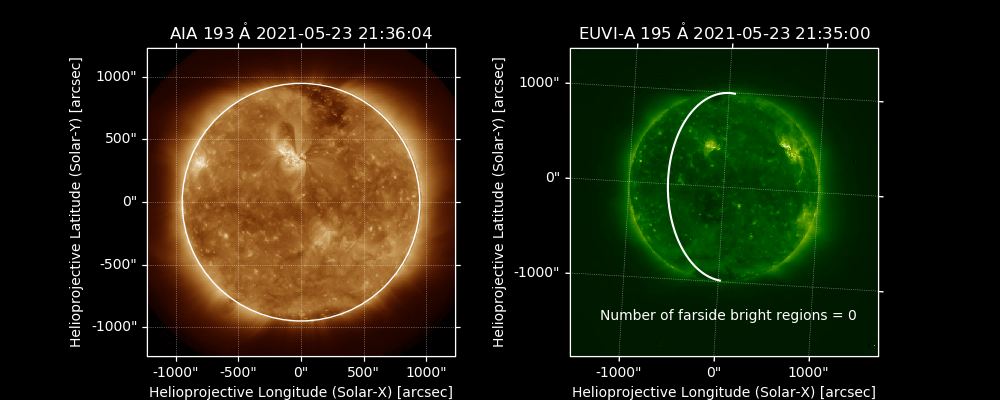 AIA 193 Å 2021-05-23 21:36:04
Helioprojective Latitude (Solar-Y) [arcsec]
1000"
500"
0"
-500"
-1000"
-1000" -500" 0" 500" 1000"
Helioprojective Longitude (Solar-X) [arcsec]
EUVI-A 195 Å 2021-05-23 21:35:00
Helioprojective Latitude (Solar-Y) [arcsec]
1000"
0"
-1000"
Number of farside bright regions = 0
-1000" 0" 1000"
Helioprojective Longitude (Solar-X) [arcsec]